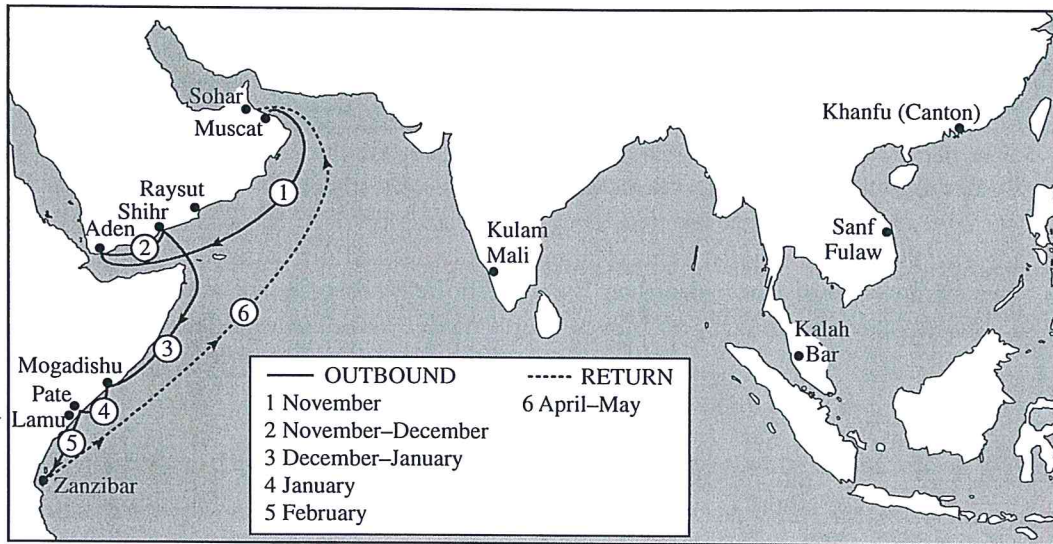 Sohar
Muscat
Khanfu (Canton)
1
Raysut
Shihr
Aden
2
Kulam
Mali
Sanf
Fulaw
6
3
Kalah
Bar
Mogadishu
Pate
4
Lamu
5
Zanzibar
OUTBOUND
RETURN
1 November
6 April–May
2 November–December
3 December–January
4 January
5 February